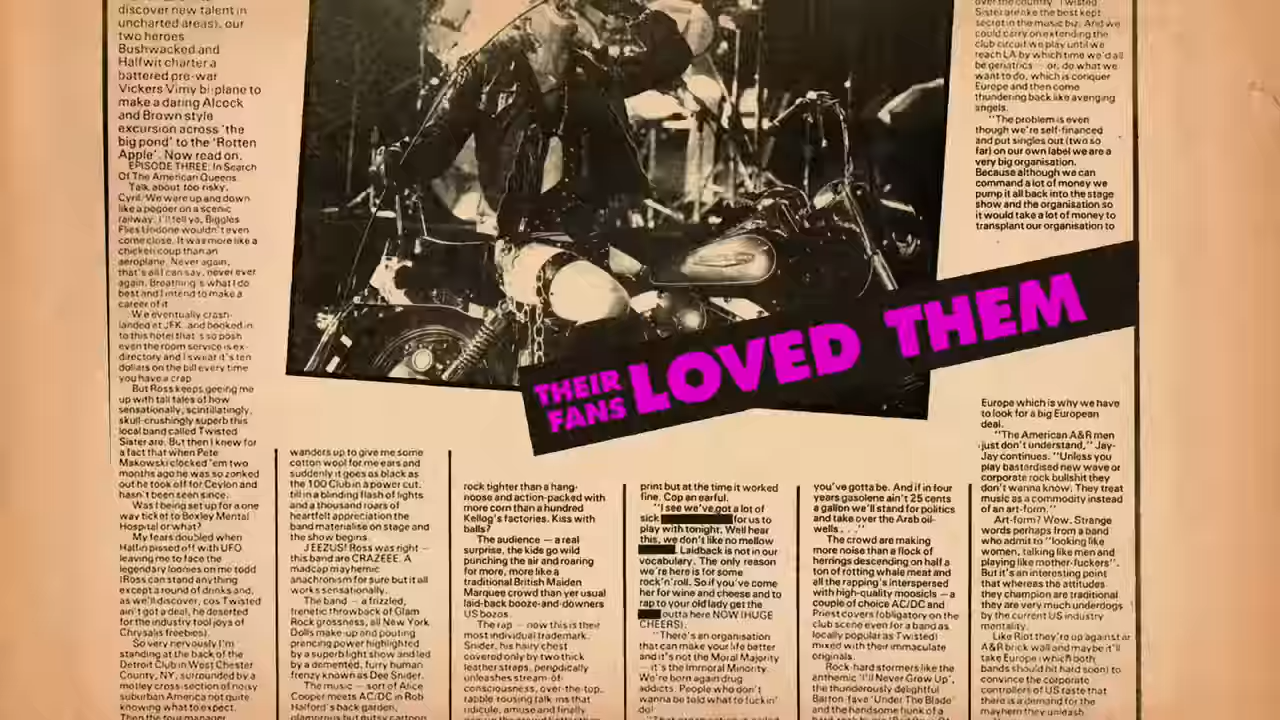 discover new talent in
uncharted areas), our
two heroes
Bushwacked and
Halfwit charter a
battered pre-war
Vickers Vimy bi-plane to
make a daring Alcock
and Brown style
excursion across 'the
big pond' to the 'Rotten
Apple'. Now read on.
EPISODE THREE: In Search
Of The American Queens.
Talk about too risky,
Cyril. We were up and down
like a pogoer on a scenic
railway. I'll tell ya, Biggles
Flies Undone wouldn't even
come close. It was more like a
chicken coup than an
aeroplane. Never again,
that's all I can say, never ever
again. Breathing's what I do
best and I intend to make a
career of it.
We eventually crash-
landed at JFK, and booked in
to this hotel that's so posh
even the room service is ex-
directory and I swear it's ten
dollars on the bill every time
you have a crap.
But Ross keeps geeing me
up with tall tales of how
sensationally, scintillatingly,
skull-crushingly superb this
local band called Twisted
Sister are. But then I knew for
a fact that when Pete
Makowski clocked 'em two
months ago he was so zonked
out he took off for Ceylon and
hasn't been seen since.
Was I being set up for a one
way ticket to Bexley Mental
Hospital or what?
My fears doubled when
Halfin pissed off with UFO
leaving me to face the
legendary loonies on me todd
(Ross can stand anything
except a round of drinks and,
as we'll discover, cos Twisted
ain't got a deal, he deserted
for the industry tool joys of
Chrysalis freebies).
So very nervously I'm
standing at the back of the
Detroit Club in West Chester
County, NY, surrounded by a
motley cross-section of noisy
suburban America not quite
knowing what to expect.
Then the tour manager
wanders up to give me some
cotton wool for me ears and
suddenly it goes as black as
the 100 Club in a power cut,
till in a blinding flash of lights
and a thousand roars of
heartfelt appreciation the
band materialise on stage and
the show begins.
JEEZUS! Ross was right —
this band are CRAZEEE. A
madcap mayhemic
anachronism for sure but it all
works sensationally.
The band — a frizzled,
frenetic throwback of Glam
Rock grossness, all New York
Dolls make-up and pouting
prancing power highlighted
by a superb light show and led
by a demented, furry human
frenzy known as Dee Snider.
The music — sort of Alice
Cooper meets AC/DC in Rob
Halford's back garden,
glamorous but gutsy cartoon
rock tighter than a hang-
noose and action-packed with
more corn than a hundred
Kellog's factories. Kiss with
balls?
The audience — a real
surprise, the kids go wild
punching the air and roaring
for more, more like a
traditional British Maiden
Marquee crowd than yer usual
laid-back booze-and-downers
US bozos.
The rap — now this is their
most individual trademark.
Snider, his hairy chest
covered only by two thick
leather straps, periodically
unleashes stream-of-
consciousness, over-the-top,
rabble rousing talk-ins that
ridicule, amuse and finally
print but at the time it worked
fine. Cop an earful.
"I see we've got a lot of
sick for us to
play with tonight. Well hear
this, we don't like no mellow
. Laidback is not in our
vocabulary. The only reason
we're here is for some
rock'n'roll. So if you've come
her for wine and cheese and to
rap to your old lady get the
outta here NOW (HUGE
CHEERS).
"There's an organisation
that can make your life better
and it's not the Moral Majority
— it's the Immoral Minority.
We're born again drug
addicts. People who don't
wanna be told what to fuckin'
do!
you've gotta be. And if in four
years gasolene ain't 25 cents
a gallon we'll stand for politics
and take over the Arab oil-
wells . . ."
The crowd are making
more noise than a flock of
herrings descending on half a
ton of rotting whale meat and
all the rapping's interspersed
with high-quality moosicls — a
couple of choice AC/DC and
Priest covers (obligatory on the
club scene even for a band as
locally popular as Twisted)
mixed with their immaculate
originals.
Rock-hard stormers like the
anthemic 'I'll Never Grow Up',
the thunderously delightful
Barton-fave 'Under The Blade'
and the handsome hunk of a
over the country. Twisted
Sister are like the best kept
secret in the music biz. And we
could carry on extending the
club circuit we play until we
reach LA by which time we'd all
be geriatrics — or, do what we
want to do, which is conquer
Europe and then come
thundering back like avenging
angels.
"The problem is even
though we're self-financed
and put singles out (two so
far) on our own label we are a
very big organisation.
Because although we can
command a lot of money we
pump it all back into the stage
show and the organisation so
it would take a lot of money to
transplant our organisation to
Europe which is why we have
to look for a big European
deal.
"The American A&R men
just don't understand," Jay-
Jay continues. "Unless you
play basterdised new wave or
corporate rock bullshit they
don't wanna know. They treat
music as a commodity instead
of an art-form."
Art-form? Wow. Strange
words perhaps from a band
who admit to "looking like
women, talking like men and
playing like mother-fuckers".
But it's an interesting point
that whereas the attitudes
they champion are traditional
they are very much underdogs
by the current US industry
mentality.
Like Riot they're up against an
A&R brick wall and maybe it'll
take Europe (which both
bands should hit hard soon) to
convince the corporate
controllers of US taste that
there is a demand for the
mayhem they unleash.
THEIR
FANS LOVED THEM